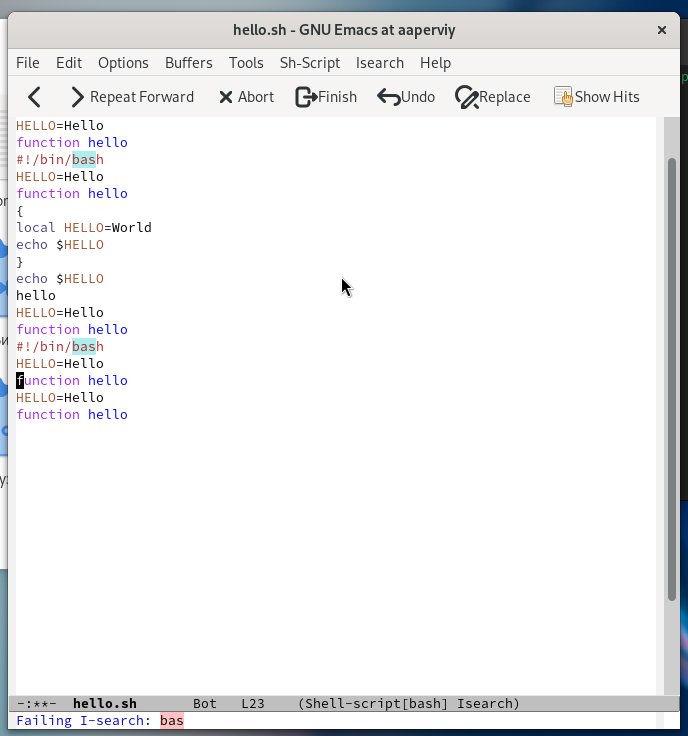 hello.sh - GNU Emacs at aaperviy
File Edit Options Buffers Tools Sh-Script Isearch Help
Repeat Forward Abort Finish Undo Replace Show Hits
HELLO=Hello
function hello
#!/bin/bash
HELLO=Hello
function hello
{
local HELLO=World
echo $HELLO
}
echo $HELLO
hello
HELLO=Hello
function hello
#!/bin/bash
HELLO=Hello
function hello
HELLO=Hello
function hello
-:**- hello.sh Bot L23 (Shell-script[bash] Isearch)
Failing I-search: bas